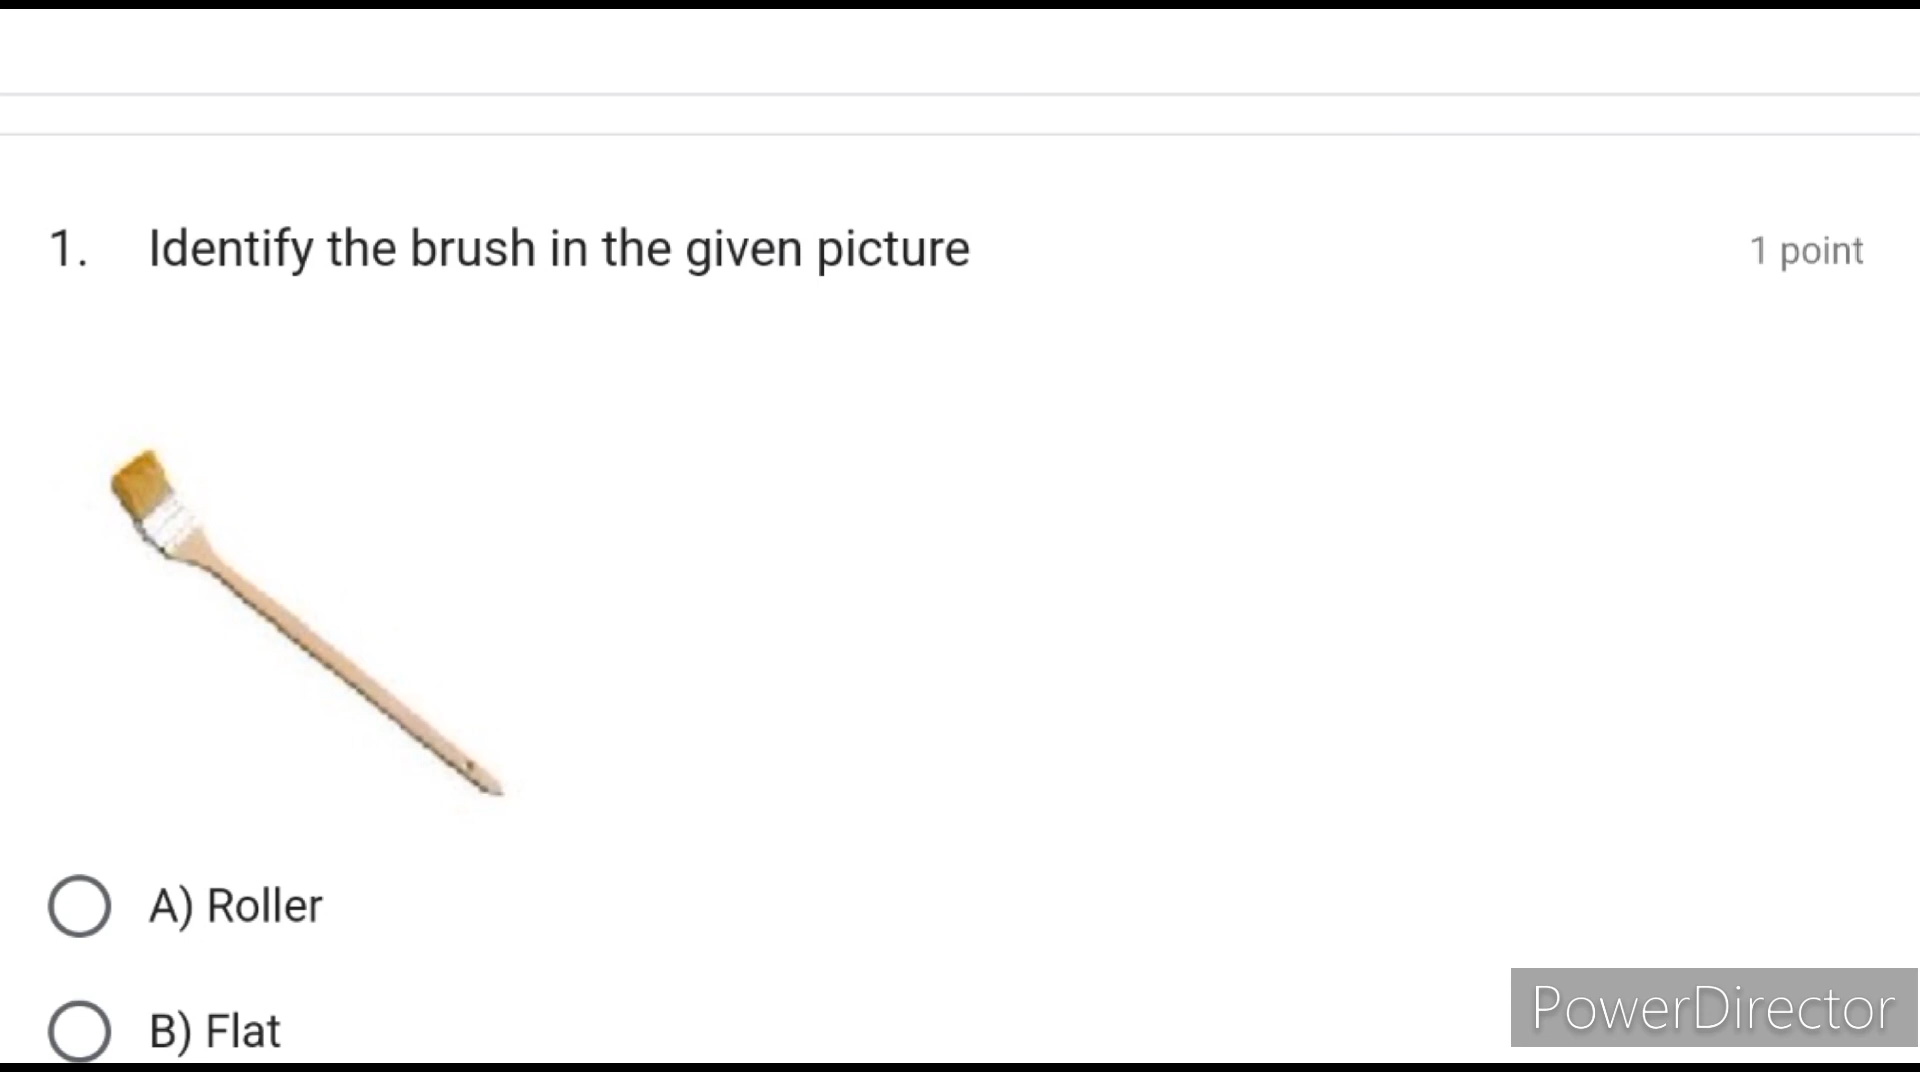 1. Identify the brush in the given picture
1 point
A) Roller
B) Flat
PowerDirector